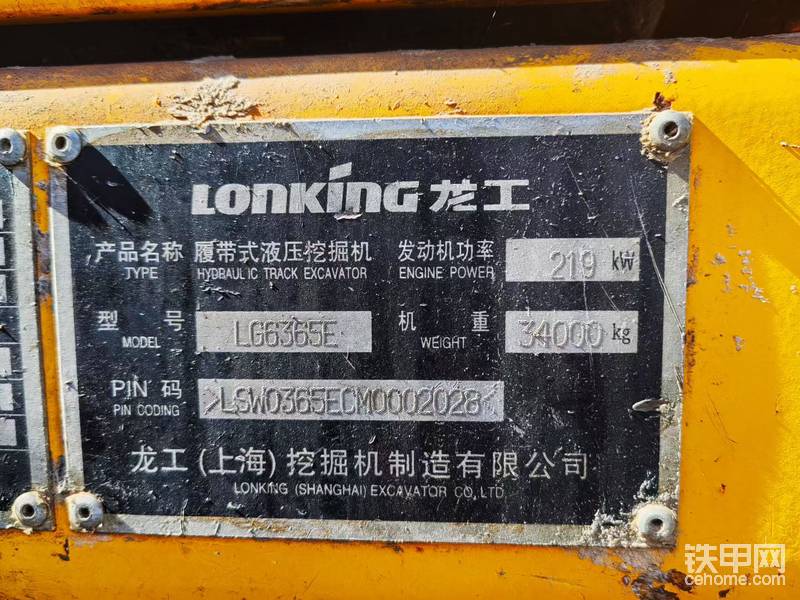 LONKING 龙工
产品名称 履带式液压挖掘机 发动机功率 219 kW
TYPE HYDRAULIC TRACK EXCAVATOR ENGINE POWER
型号 LG6365E 机重 34000 kg
MODEL WEIGHT
PIN 码 >LSW0365ECM0002028<
PIN CODING
龙工(上海)挖掘机制造有限公司
LONKING (SHANGHAI) EXCAVATOR CO,.LTD.
铁甲网
cehome.com